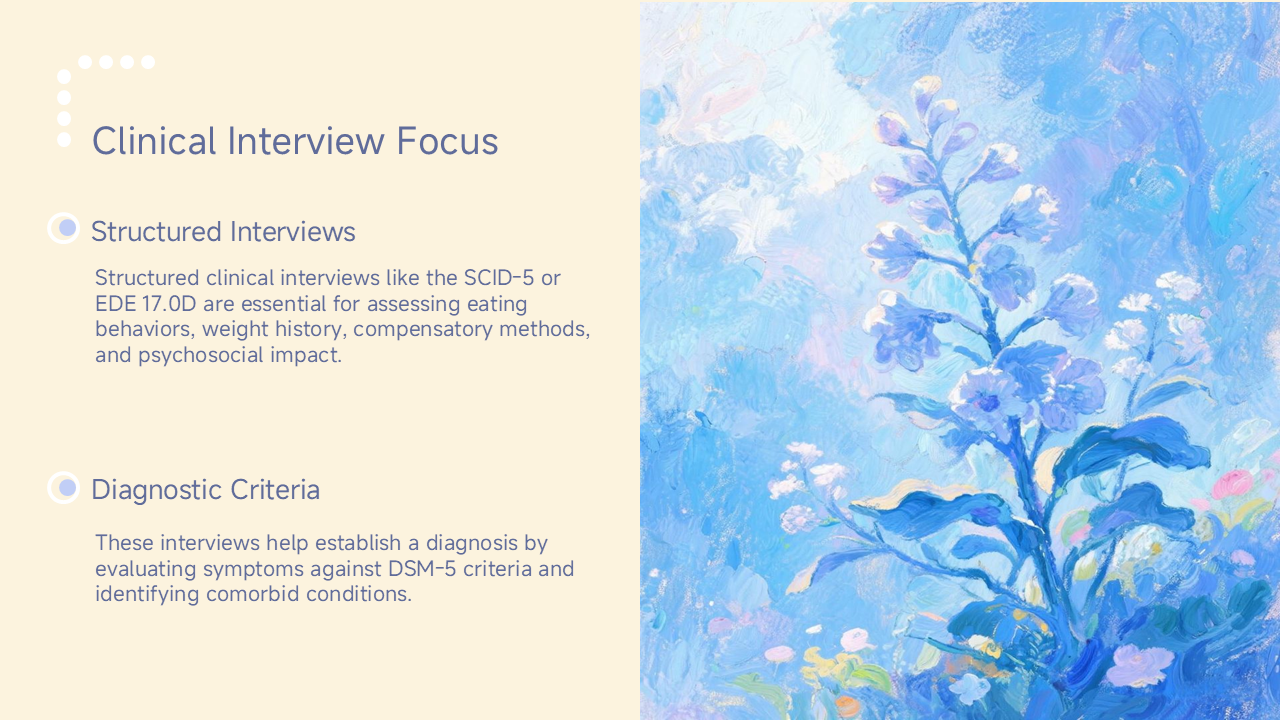 Clinical Interview Focus
Structured Interviews
Structured clinical interviews like the SCID-5 or
EDE 17.0D are essential for assessing eating
behaviors, weight history, compensatory methods,
and psychosocial impact.
Diagnostic Criteria
These interviews help establish a diagnosis by
evaluating symptoms against DSM-5 criteria and
identifying comorbid conditions.